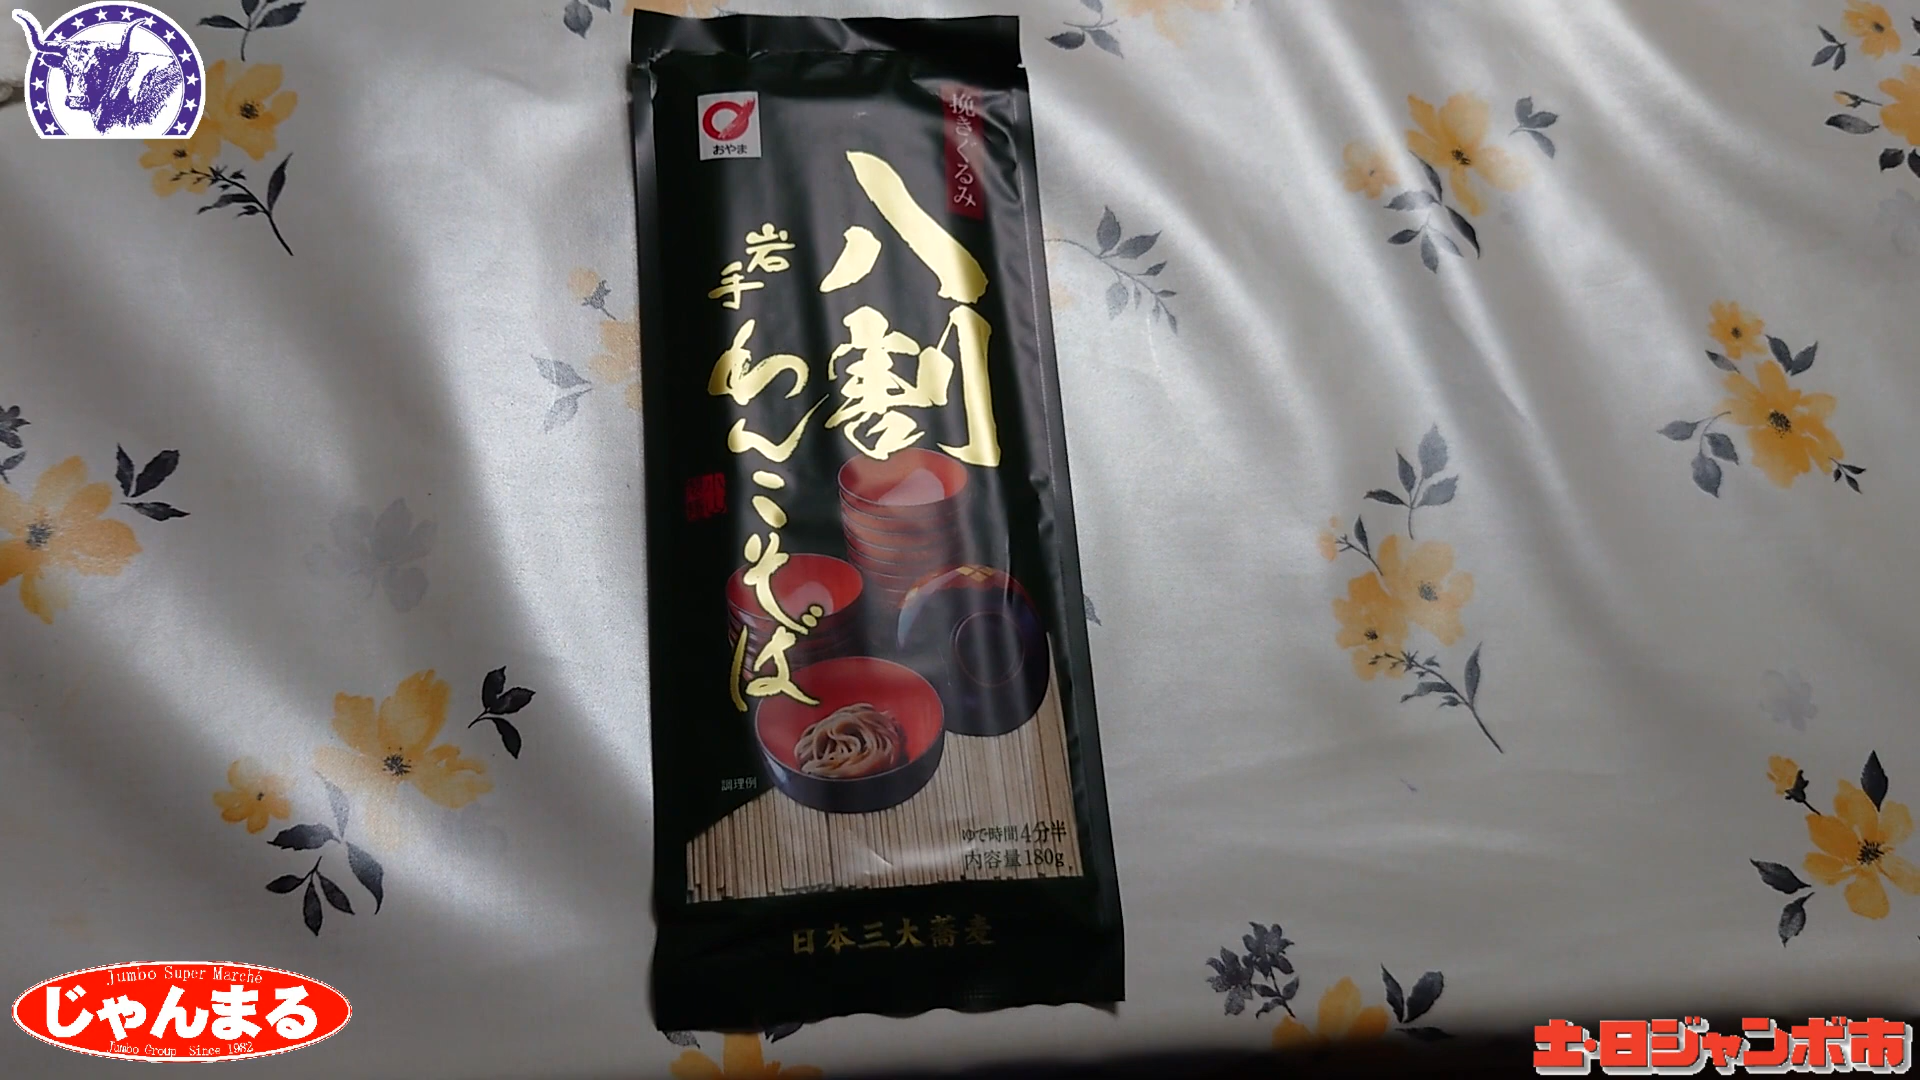 おやま
挽きぐるみ
八割
岩手
わんこそば
調理例
ゆで時間4分半
内容量180g
日本三大蕎麦
Jumbo Super Marché
じゃんまる
Jumbo Group Since 1982
土・日ジャンボ市